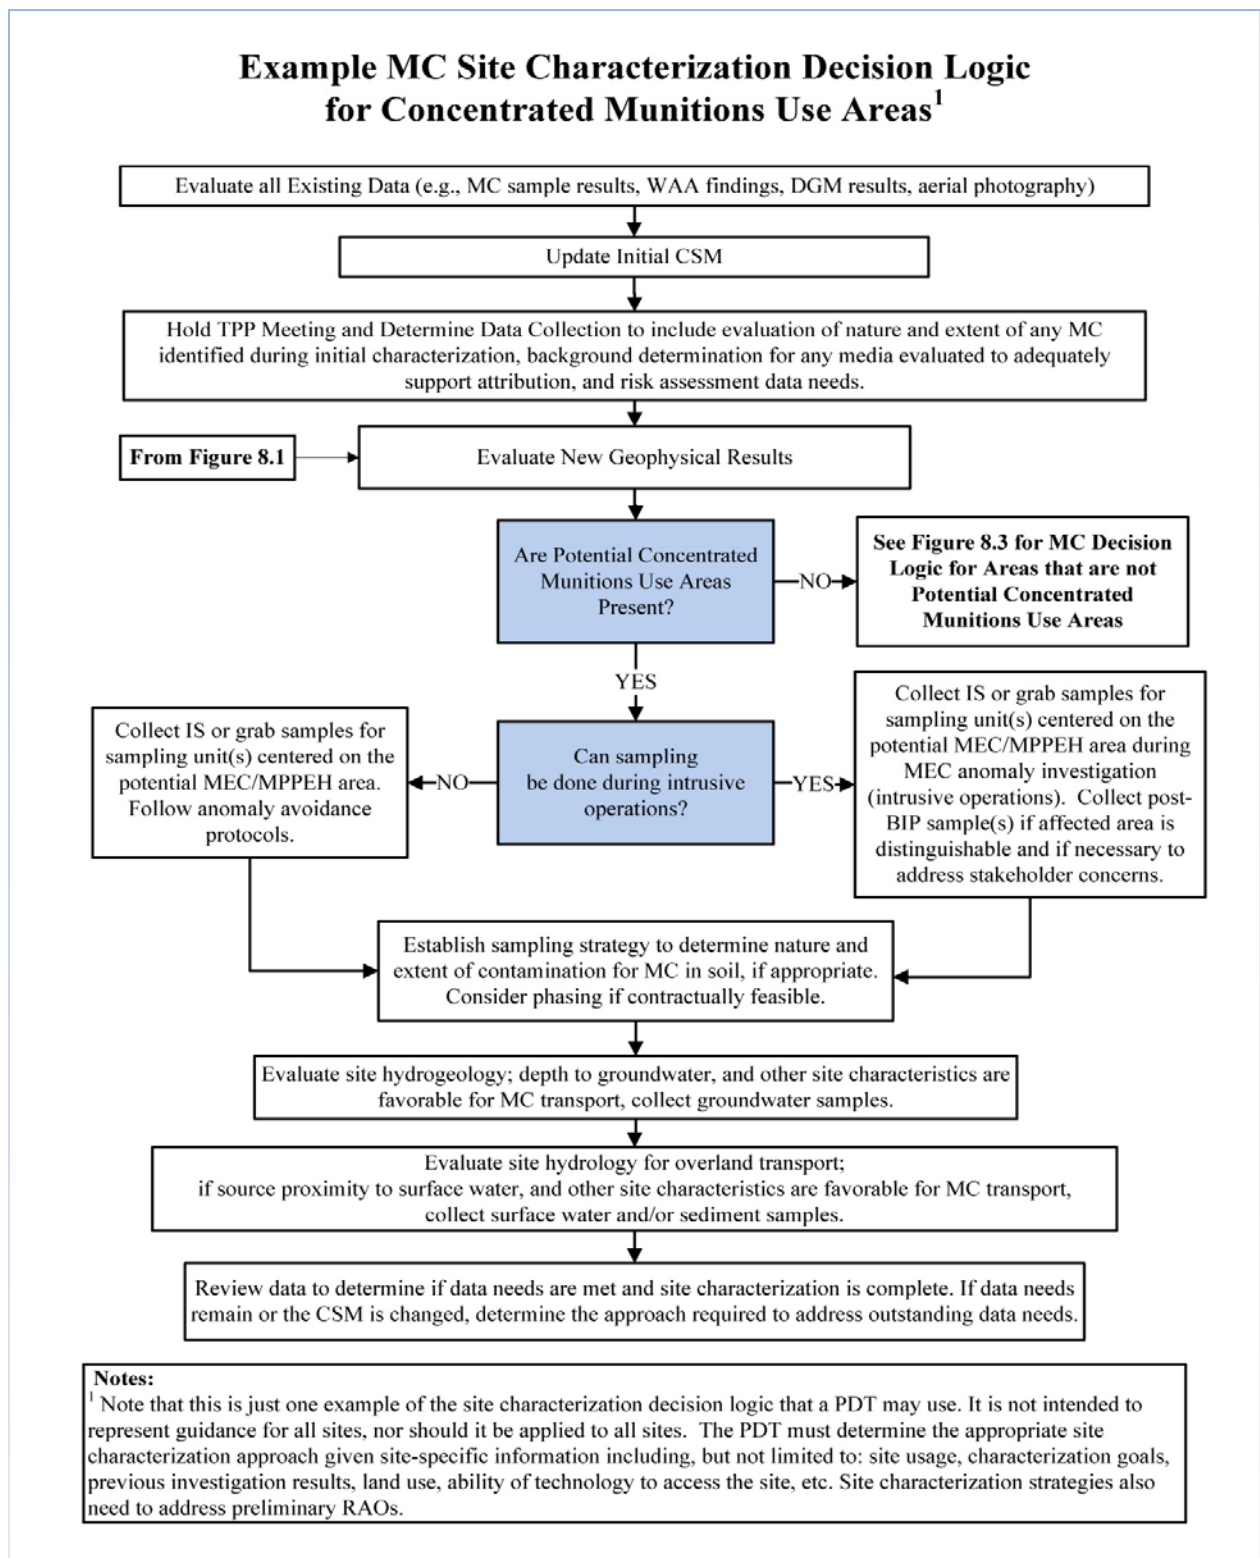 Example MC Site Characterization Decision Logic
for Concentrated Munitions Use Areas¹
Evaluate all Existing Data (e.g., MC sample results, WAA findings, DGM results, aerial photography)
Update Initial CSM
Hold TPP Meeting and Determine Data Collection to include evaluation of nature and extent of any MC
identified during initial characterization, background determination for any media evaluated to adequately
support attribution, and risk assessment data needs.
From Figure 8.1
Evaluate New Geophysical Results
Are Potential Concentrated
Munitions Use Areas
Present?
NO
See Figure 8.3 for MC Decision
Logic for Areas that are not
Potential Concentrated
Munitions Use Areas
YES
Collect IS or grab samples for
sampling unit(s) centered on the
potential MEC/MPPEH area.
Follow anomaly avoidance
protocols.
NO
Can sampling
be done during intrusive
operations?
YES
Collect IS or grab samples for
sampling unit(s) centered on the
potential MEC/MPPEH area during
MEC anomaly investigation
(intrusive operations).  Collect post-
BIP sample(s) if affected area is
distinguishable and if necessary to
address stakeholder concerns.
Establish sampling strategy to determine nature and
extent of contamination for MC in soil, if appropriate.
Consider phasing if contractually feasible.
Evaluate site hydrogeology; depth to groundwater, and other site characteristics are
favorable for MC transport, collect groundwater samples.
Evaluate site hydrology for overland transport;
if source proximity to surface water, and other site characteristics are favorable for MC transport,
collect surface water and/or sediment samples.
Review data to determine if data needs are met and site characterization is complete. If data needs
remain or the CSM is changed, determine the approach required to address outstanding data needs.
Notes:
¹ Note that this is just one example of the site characterization decision logic that a PDT may use. It is not intended to
represent guidance for all sites, nor should it be applied to all sites.  The PDT must determine the appropriate site
characterization approach given site-specific information including, but not limited to: site usage, characterization goals,
previous investigation results, land use, ability of technology to access the site, etc. Site characterization strategies also
need to address preliminary RAOs.